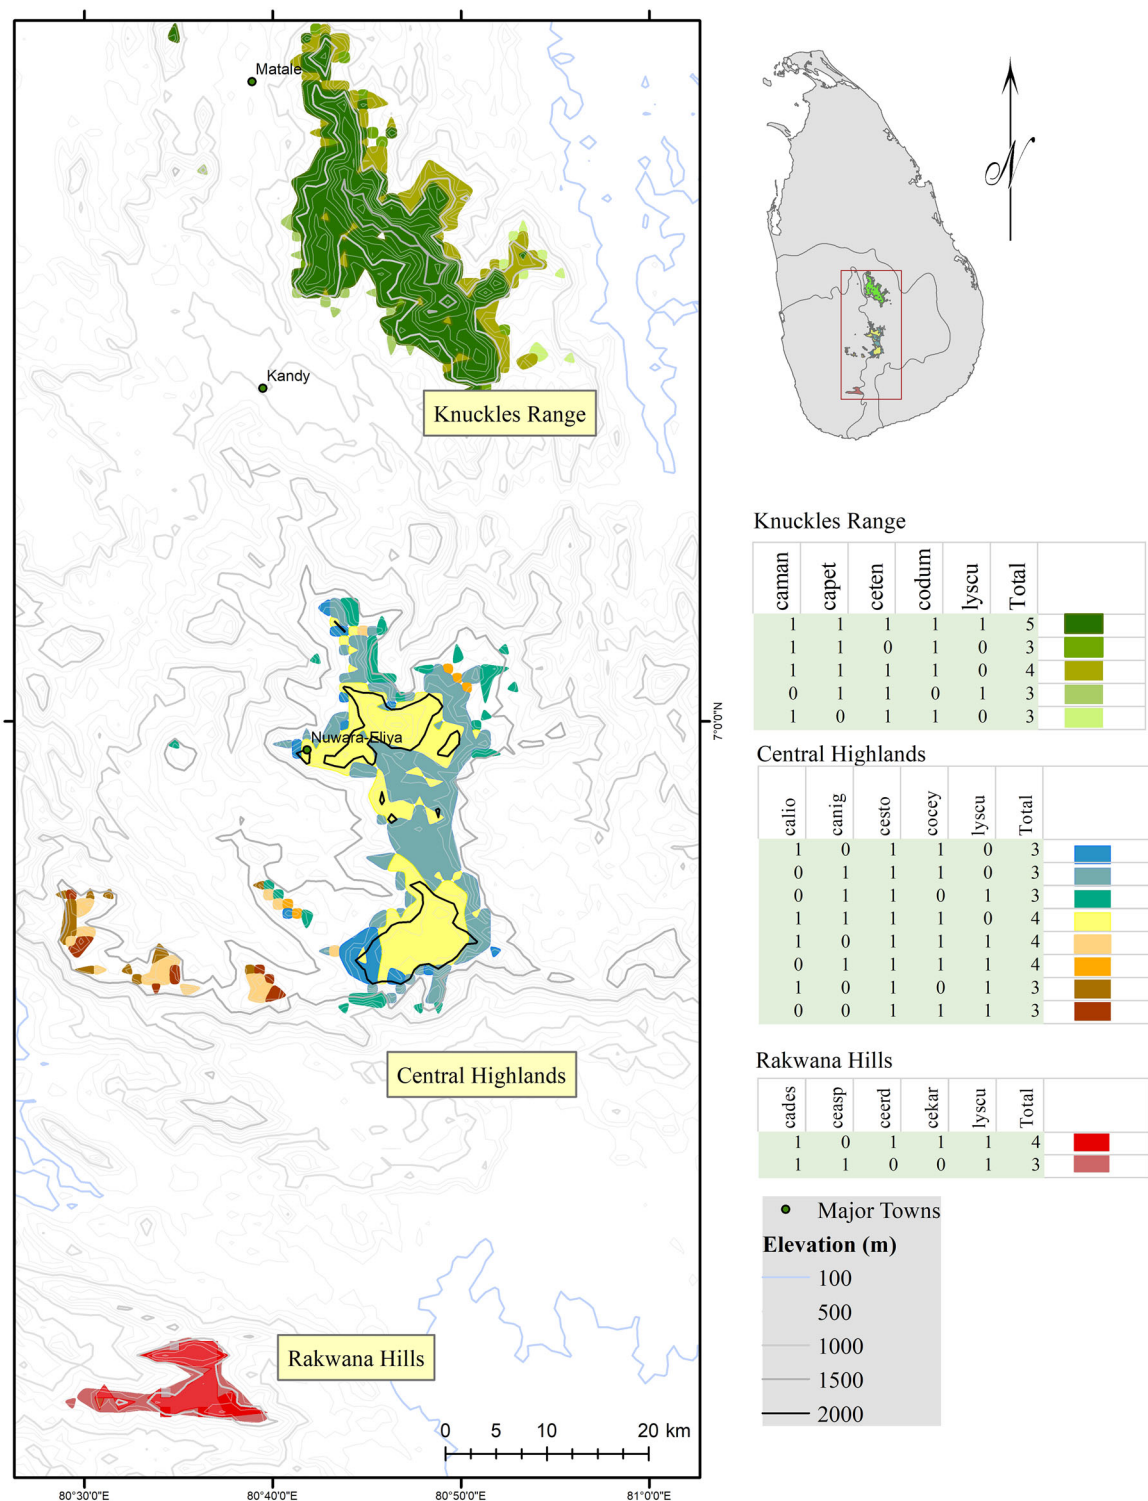 Matale
Kandy
Knuckles Range
Nuwara-Eliya
Central Highlands
Rakwana Hills
0 5 10 20 km
80°30'0"E 80°40'0"E 80°50'0"E 81°0'0"E
7°0'0"N
N
Knuckles Range
caman capet ceten codum lyscu Total
1 1 1 1 1 5
1 1 0 1 0 3
1 1 1 1 0 4
0 1 1 0 1 3
1 0 1 1 0 3
Central Highlands
calio canig cesto cocey lyscu Total
1 0 1 1 0 3
0 1 1 1 0 3
0 1 1 0 1 3
1 1 1 1 0 4
1 0 1 1 1 4
0 1 1 1 1 4
1 0 1 0 1 3
0 0 1 1 1 3
Rakwana Hills
cades ceasp ceerd cekar lyscu Total
1 0 1 1 1 4
1 1 0 0 1 3
Major Towns
Elevation (m)
100
500
1000
1500
2000